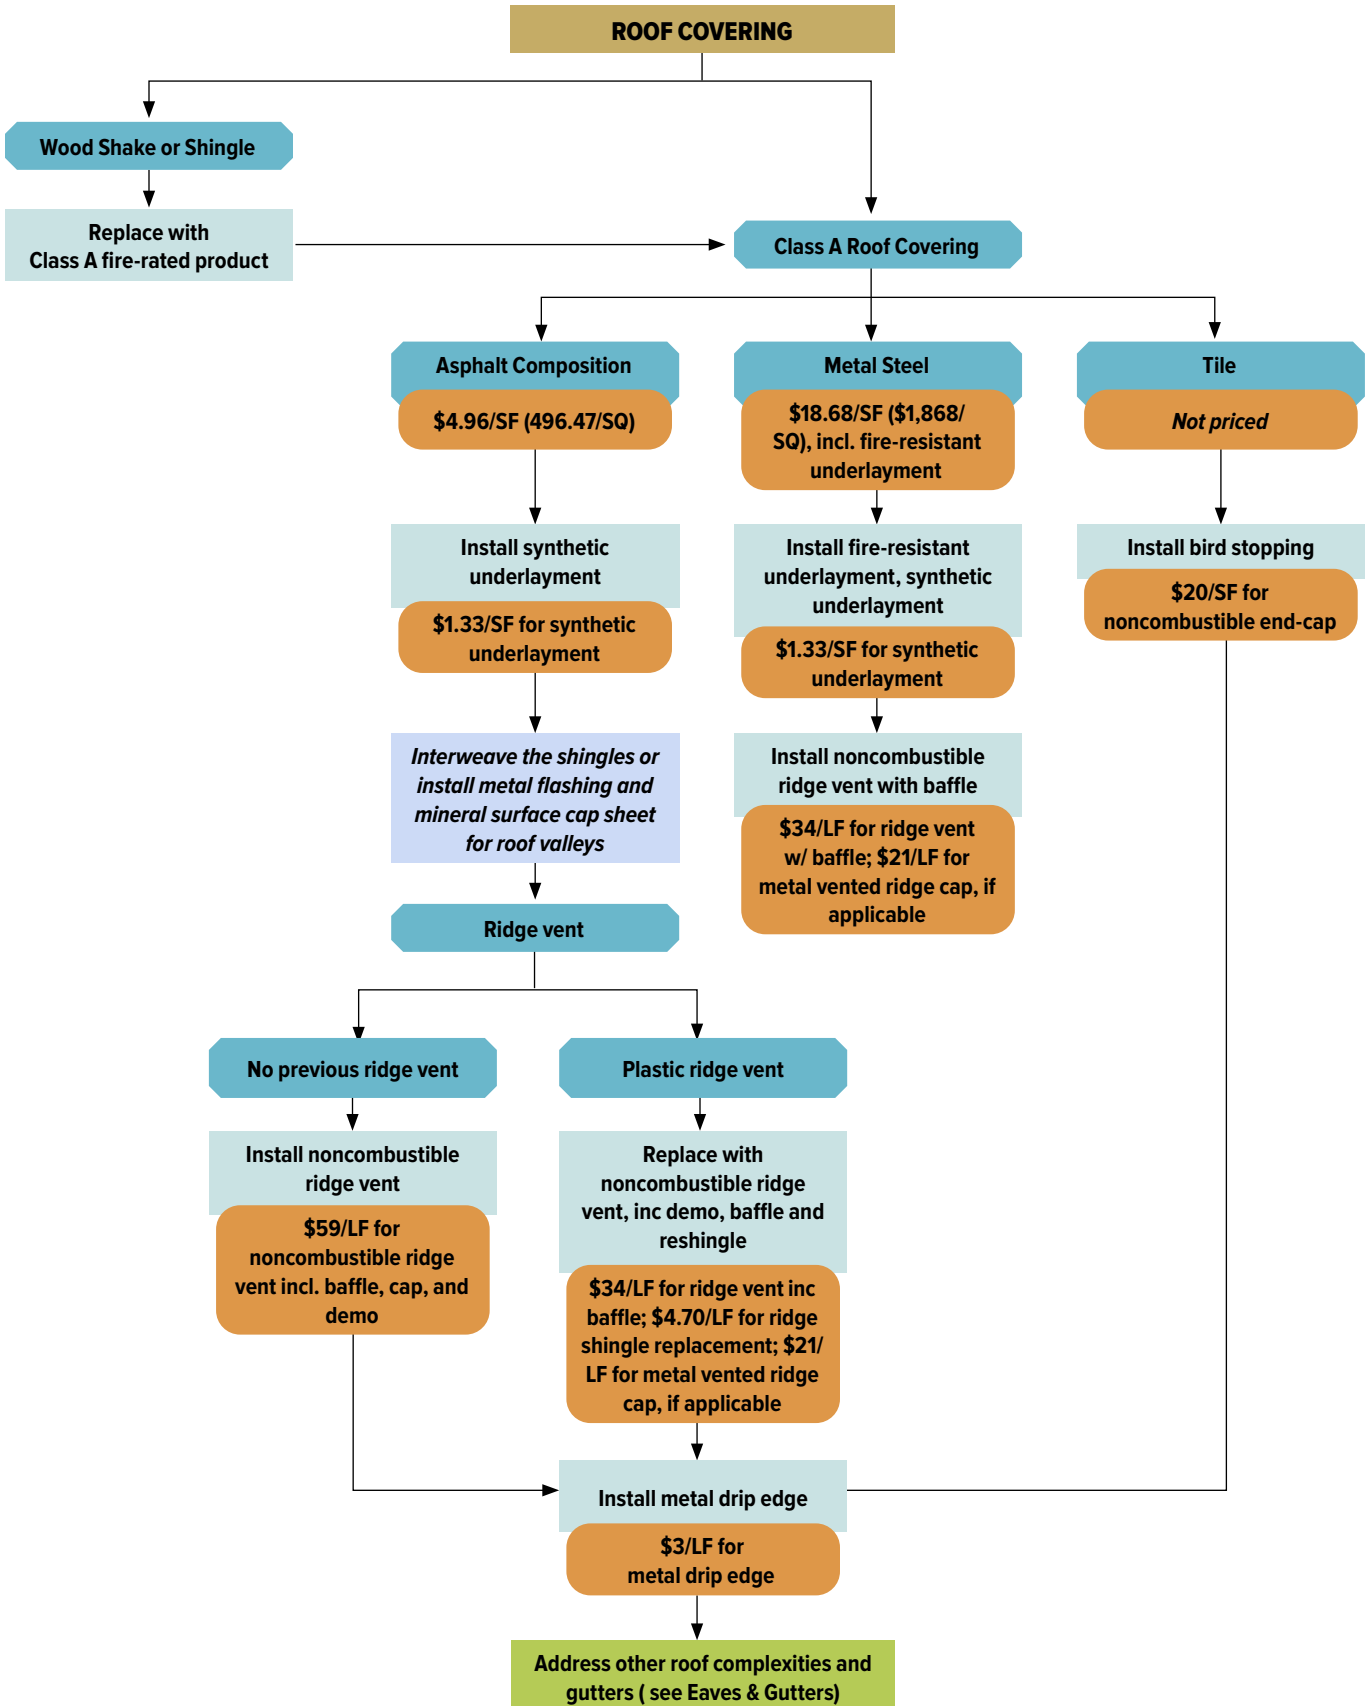 ROOF COVERING
Wood Shake or Shingle
Replace with
Class A fire-rated product
Class A Roof Covering
Asphalt Composition
$4.96/SF (496.47/SQ)
Install synthetic
underlayment
$1.33/SF for synthetic
underlayment
Interweave the shingles or
install metal flashing and
mineral surface cap sheet
for roof valleys
Ridge vent
Metal Steel
$18.68/SF ($1,868/
SQ), incl. fire-resistant
underlayment
Install fire-resistant
underlayment, synthetic
underlayment
$1.33/SF for synthetic
underlayment
Install noncombustible
ridge vent with baffle
$34/LF for ridge vent
w/ baffle; $21/LF for
metal vented ridge cap, if
applicable
Tile
Not priced
Install bird stopping
$20/SF for
noncombustible end-cap
No previous ridge vent
Install noncombustible
ridge vent
$59/LF for
noncombustible ridge
vent incl. baffle, cap, and
demo
Plastic ridge vent
Replace with
noncombustible ridge
vent, inc demo, baffle and
reshingle
$34/LF for ridge vent inc
baffle; $4.70/LF for ridge
shingle replacement; $21/
LF for metal vented ridge
cap, if applicable
Install metal drip edge
$3/LF for
metal drip edge
Address other roof complexities and
gutters ( see Eaves & Gutters)